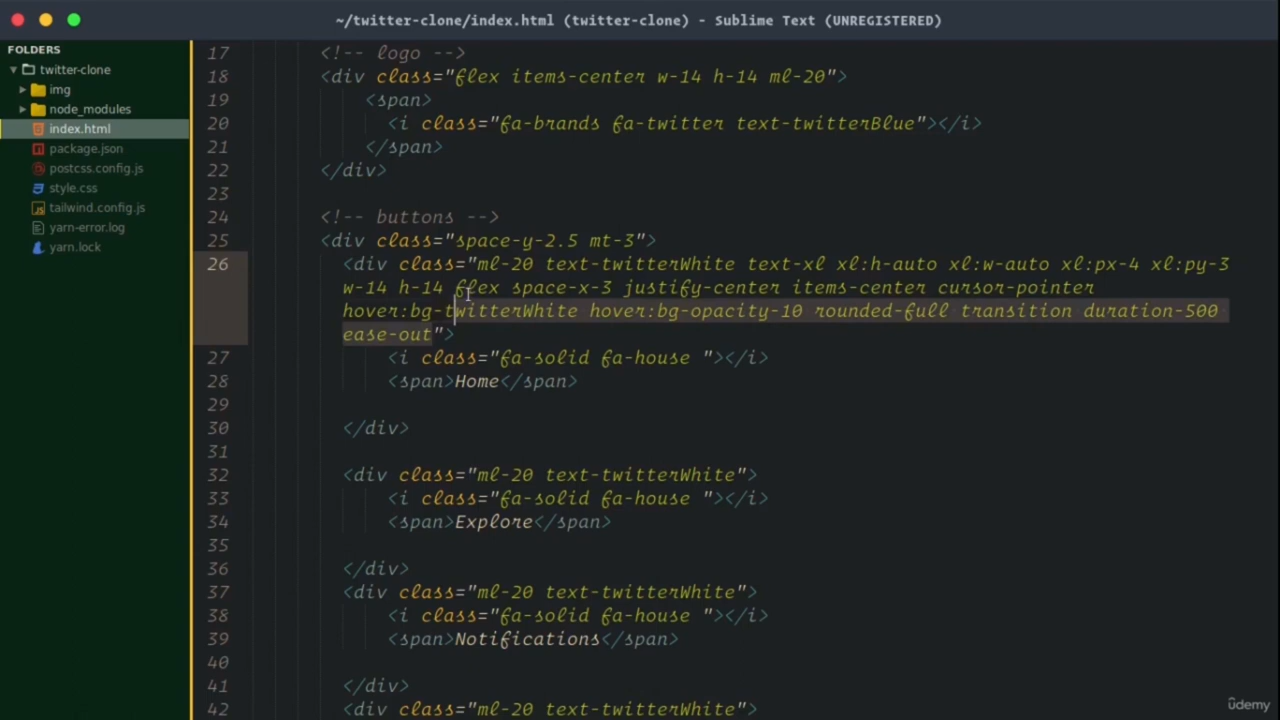 ~/twitter-clone/index.html (twitter-clone) - Sublime Text (UNREGISTERED)
FOLDERS
twitter-clone
img
node_modules
index.html
package.json
postcss.config.js
style.css
tailwind.config.js
yarn-error.log
yarn.lock
17 <!-- logo -->
18 <div class="flex items-center w-14 h-14 ml-20">
19 <span>
20 <i class="fa-brands fa-twitter text-twitterBlue"></i>
21 </span>
22 </div>
23
24 <!-- buttons -->
25 <div class="space-y-2.5 mt-3">
26 <div class="ml-20 text-twitterWhite text-xl xl:h-auto xl:w-auto xl:px-4 xl:py-3
w-14 h-14 flex space-x-3 justify-center items-center cursor-pointer
hover:bg-twitterWhite hover:bg-opacity-10 rounded-full transition duration-500
ease-out">
27 <i class="fa-solid fa-house "></i>
28 <span>Home</span>
29
30 </div>
31
32 <div class="ml-20 text-twitterWhite">
33 <i class="fa-solid fa-house "></i>
34 <span>Explore</span>
35
36 </div>
37 <div class="ml-20 text-twitterWhite">
38 <i class="fa-solid fa-house "></i>
39 <span>Notifications</span>
40
41 </div>
42 <div class="ml-20 text-twitterWhite">
ûdemy